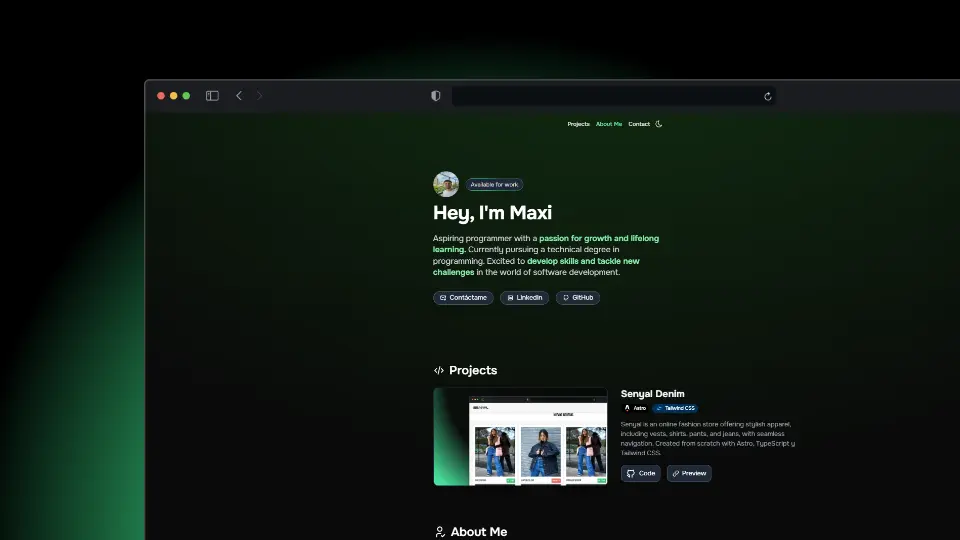 Projects About Me Contact
Available for work
Hey, I'm Maxi
Aspiring programmer with a passion for growth and lifelong
learning. Currently pursuing a technical degree in
programming. Excited to develop skills and tackle new
challenges in the world of software development.
Contáctame LinkedIn GitHub
Projects
Senyal Denim
Astro Tailwind CSS
Senyal is an online fashion store offering stylish apparel,
including vests, shirts, pants, and jeans, with seamless
navigation. Created from scratch with Astro, TypeScript y
Tailwind CSS.
Code Preview
About Me